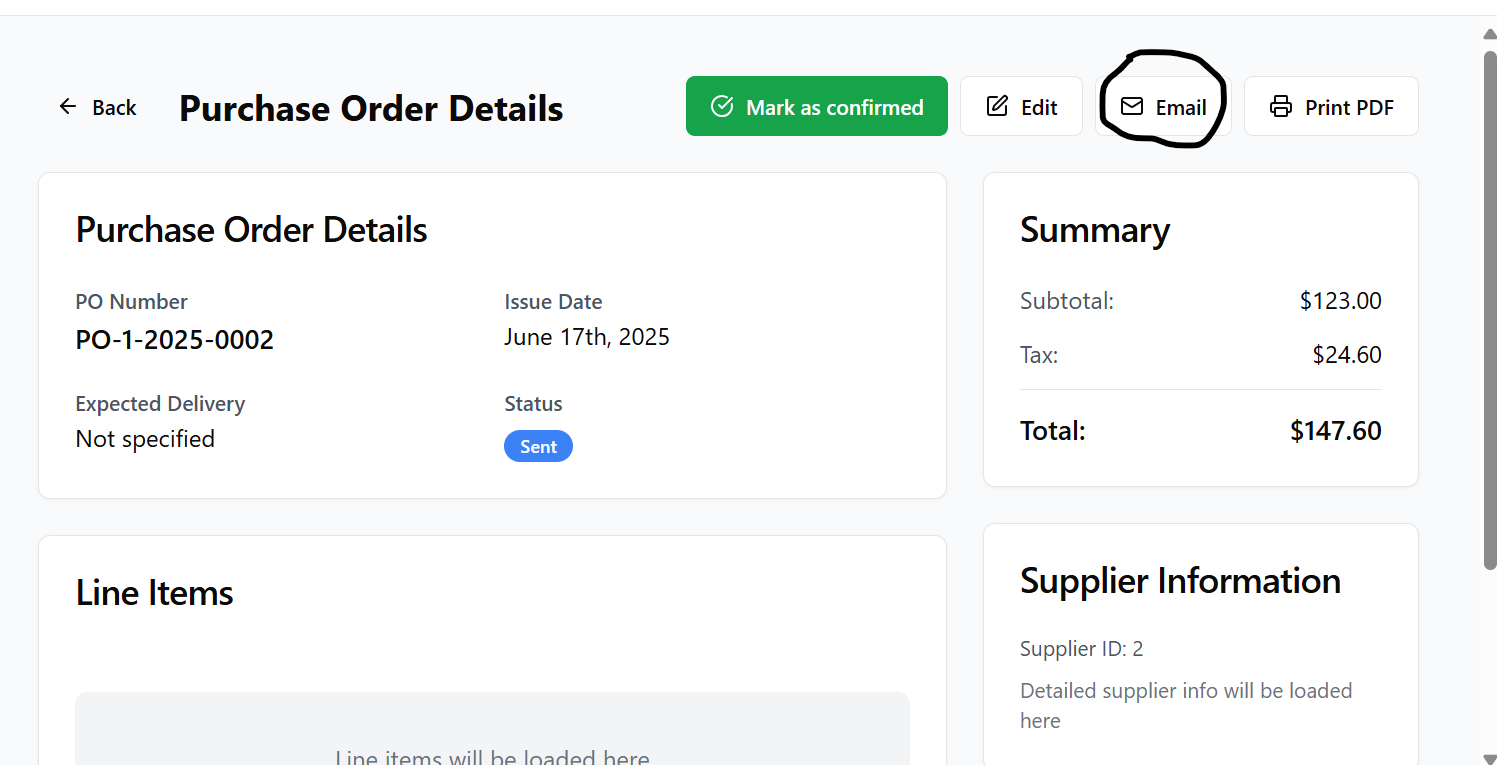 Back
Purchase Order Details
Mark as confirmed
Edit
Email
Print PDF
Purchase Order Details
PO Number
PO-1-2025-0002
Issue Date
June 17th, 2025
Expected Delivery
Not specified
Status
Sent
Summary
Subtotal: $123.00
Tax: $24.60
Total: $147.60
Line Items
Line items will be loaded here
Supplier Information
Supplier ID: 2
Detailed supplier info will be loaded
here